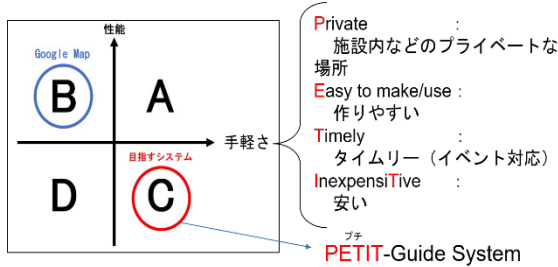 性能
Google Map
B
A
手軽さ
目指すシステム
D
C
Private :
施設内などのプライベートな
場所
Easy to make/use :
作りやすい
Timely :
タイムリー（イベント対応）
InexpensiTive :
安い
プチ
PETIT-Guide System